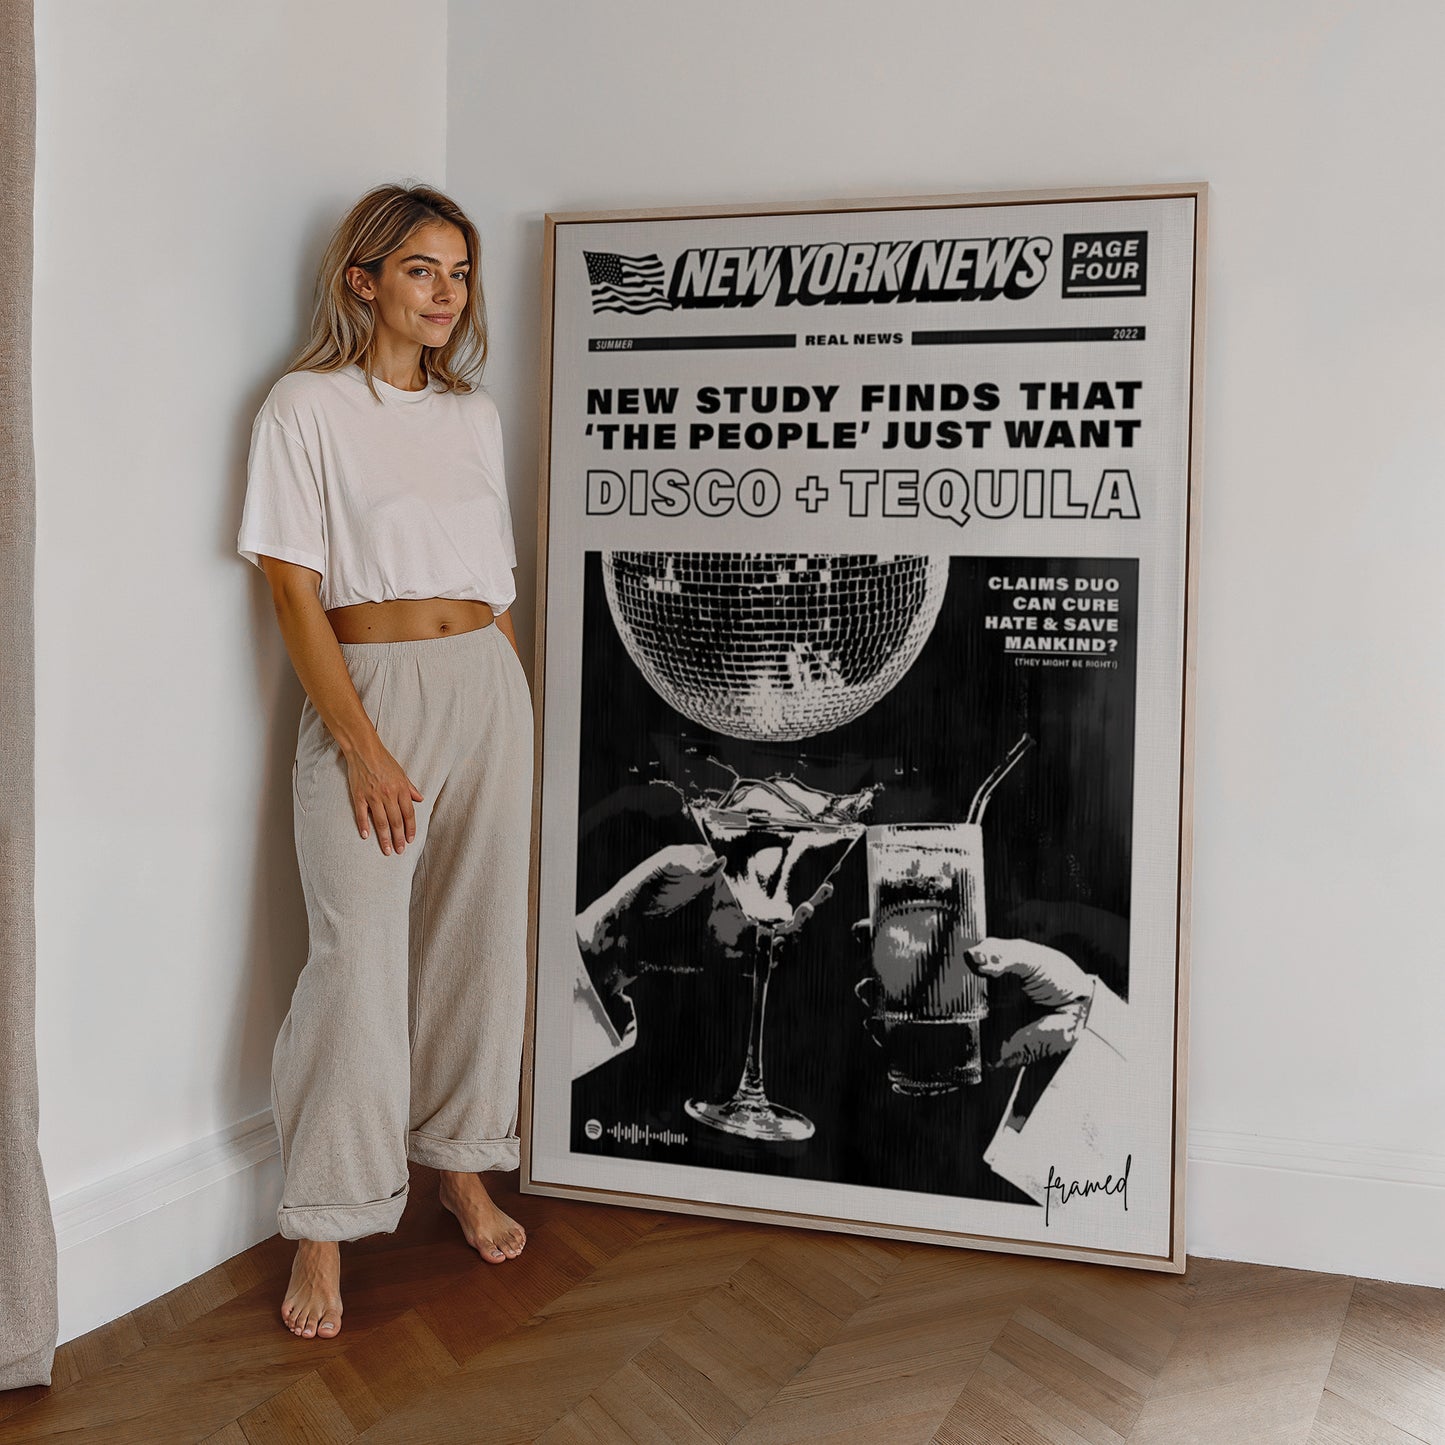 NEW YORK NEWS
PAGE
FOUR
SUMMER
REAL NEWS
2022
NEW STUDY FINDS THAT
‘THE PEOPLE’ JUST WANT
DISCO + TEQUILA
CLAIMS DUO
CAN CURE
HATE & SAVE
MANKIND?
(THEY MIGHT BE RIGHT!)
framed